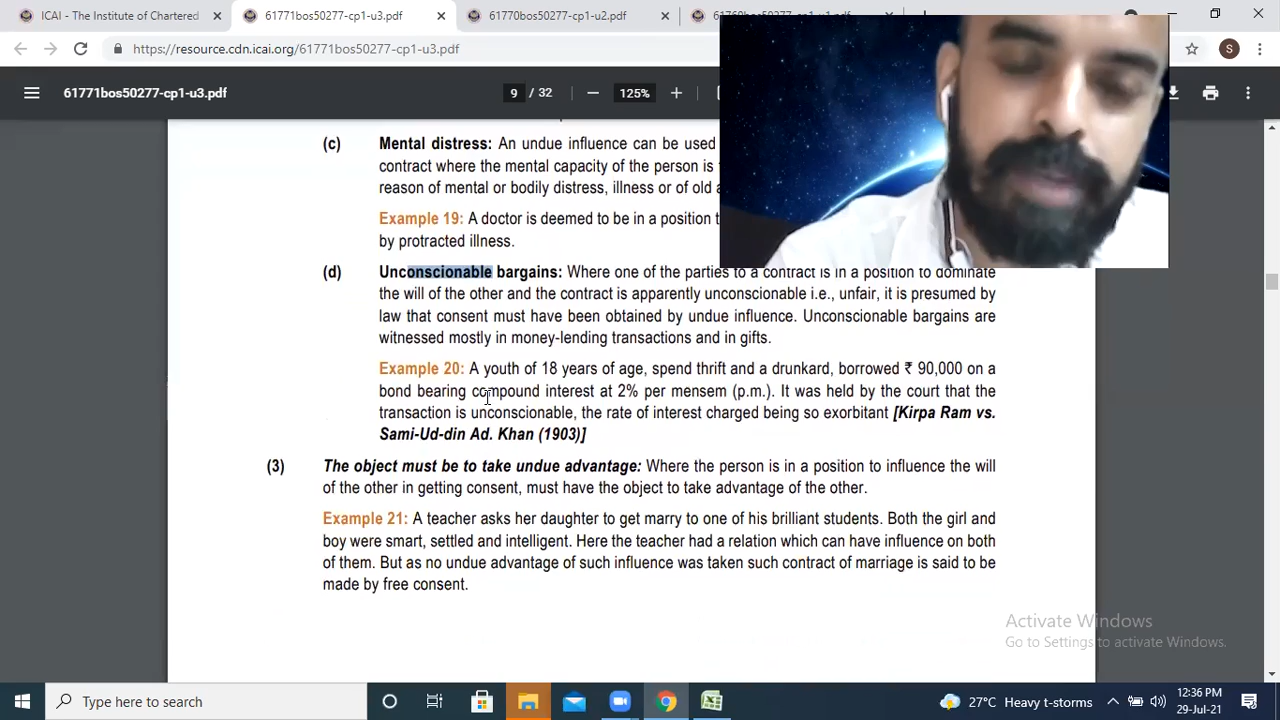 ICAI - The Institute of Chartered
61771bos50277-cp1-u3.pdf
61770bos50277-cp1-u2.pdf
https://resource.cdn.icai.org/61771bos50277-cp1-u3.pdf
S
61771bos50277-cp1-u3.pdf
9 / 32
125%
(c) Mental distress: An undue influence can be used
contract where the mental capacity of the person is
reason of mental or bodily distress, illness or of old
Example 19: A doctor is deemed to be in a position
by protracted illness.
(d) Unconscionable bargains: Where one of the parties to a contract is in a position to dominate
the will of the other and the contract is apparently unconscionable i.e., unfair, it is presumed by
law that consent must have been obtained by undue influence. Unconscionable bargains are
witnessed mostly in money-lending transactions and in gifts.
Example 20: A youth of 18 years of age, spend thrift and a drunkard, borrowed ₹ 90,000 on a
bond bearing compound interest at 2% per mensem (p.m.). It was held by the court that the
transaction is unconscionable, the rate of interest charged being so exorbitant [Kirpa Ram vs.
Sami-Ud-din Ad. Khan (1903)]
(3) The object must be to take undue advantage: Where the person is in a position to influence the will
of the other in getting consent, must have the object to take advantage of the other.
Example 21: A teacher asks her daughter to get marry to one of his brilliant students. Both the girl and
boy were smart, settled and intelligent. Here the teacher had a relation which can have influence on both
of them. But as no undue advantage of such influence was taken such contract of marriage is said to be
made by free consent.
Activate Windows
Go to Settings to activate Windows.
Type here to search
27°C Heavy t-storms
12:36 PM
29-Jul-21